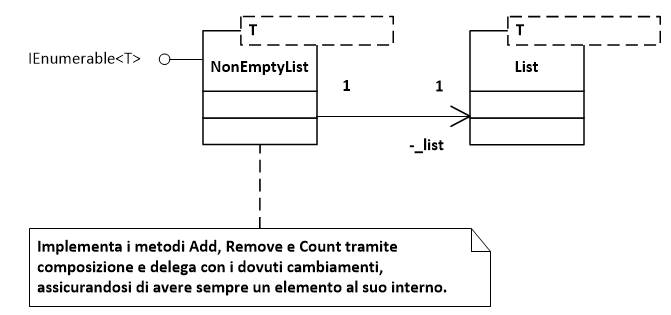 T
T
IEnumerable<T>
NonEmptyList
List
1
1
-_list
Implementa i metodi Add, Remove e Count tramite
composizione e delega con i dovuti cambiamenti,
assicurandosi di avere sempre un elemento al suo interno.